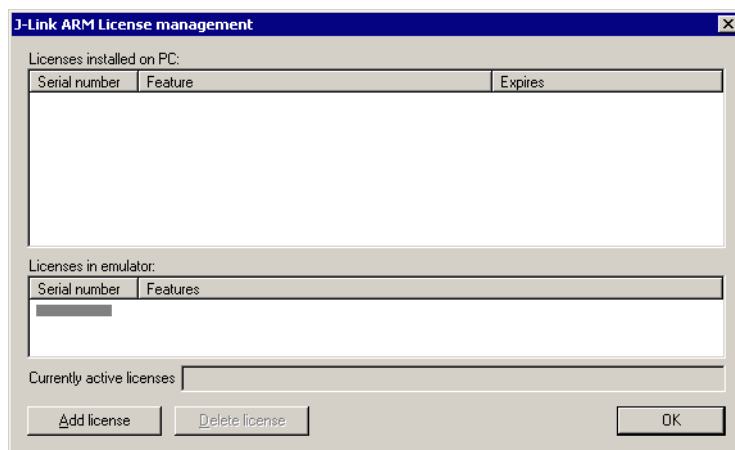 J-Link ARM License management
Licenses installed on PC:
Serial number Feature Expires
Licenses in emulator:
Serial number Features
Currently active licenses
Add license Delete license OK